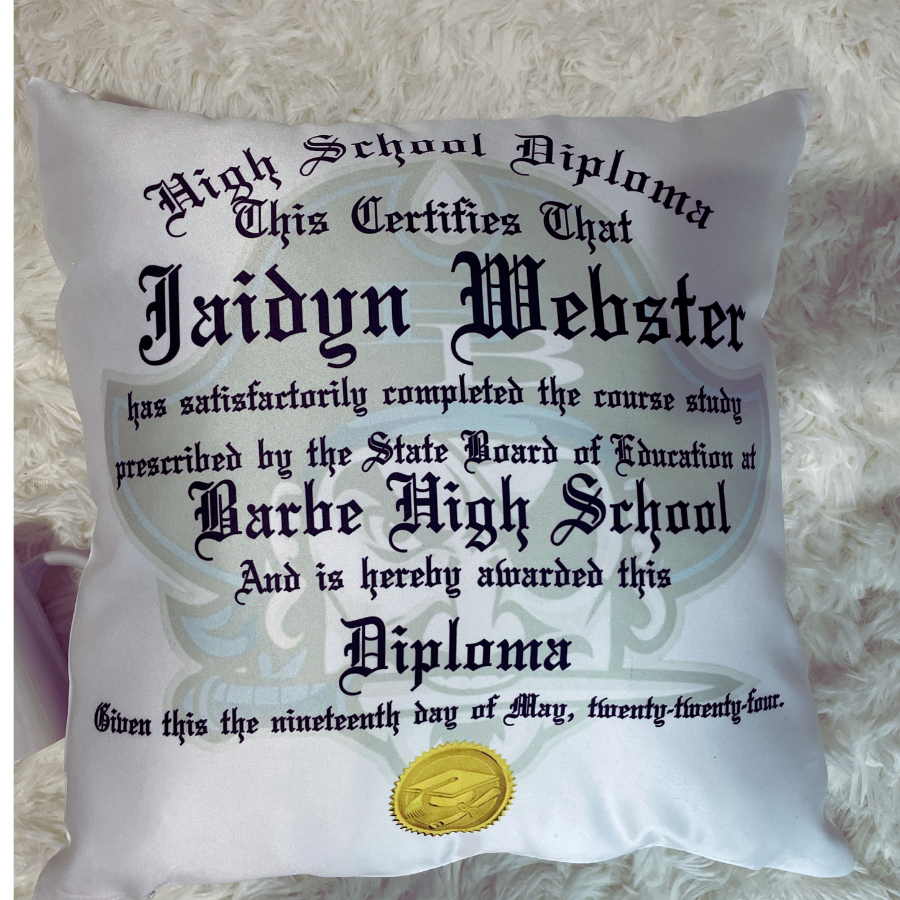 High School Diploma
This Certifies That
Jaidyn Webster
has satisfactorily completed the course study
prescribed by the State Board of Education at
Barbe High School
And is hereby awarded this
Diploma
Given this the nineteenth day of May, twenty-twenty-four.